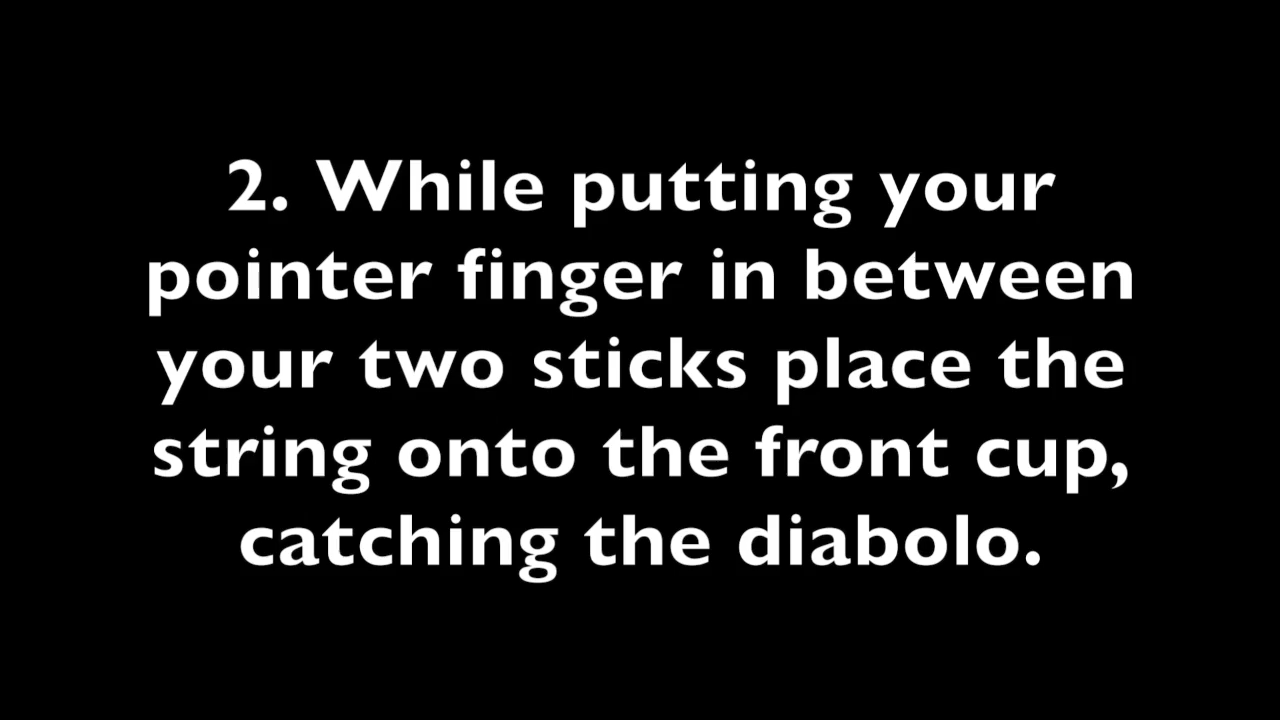 2. While putting your
pointer finger in between
your two sticks place the
string onto the front cup,
catching the diabolo.